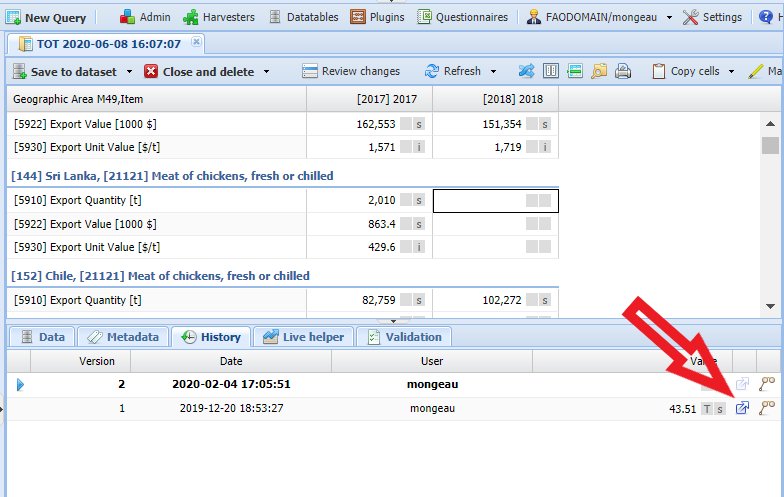 New Query Admin Harvesters Datatables Plugins Questionnaires FAODOMAIN/mongeau Settings H
TOT 2020-06-08 16:07:07
Save to dataset Close and delete Review changes Refresh Copy cells Ma
Geographic Area M49,Item [2017] 2017 [2018] 2018
[5922] Export Value [1000 $] 162,553 s 151,354 s
[5930] Export Unit Value [$/t] 1,571 i 1,719 i
[144] Sri Lanka, [21121] Meat of chickens, fresh or chilled
[5910] Export Quantity [t] 2,010 s
[5922] Export Value [1000 $] 863.4 s
[5930] Export Unit Value [$/t] 429.6 i
[152] Chile, [21121] Meat of chickens, fresh or chilled
[5910] Export Quantity [t] 82,759 s 102,272 s
Data Metadata History Live helper Validation
Version Date User Value
2 2020-02-04 17:05:51 mongeau
1 2019-12-20 18:53:27 mongeau 43.51 T s